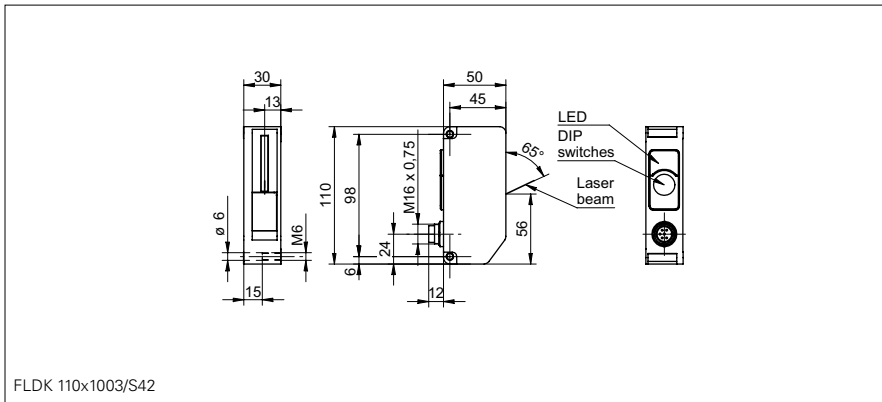 30
13
50
45
LED
DIP
switches
65°
Laser
beam
110
98
M16 x 0,75
56
24
6
ø 6
M6
15
12
FLDK 110x1003/S42